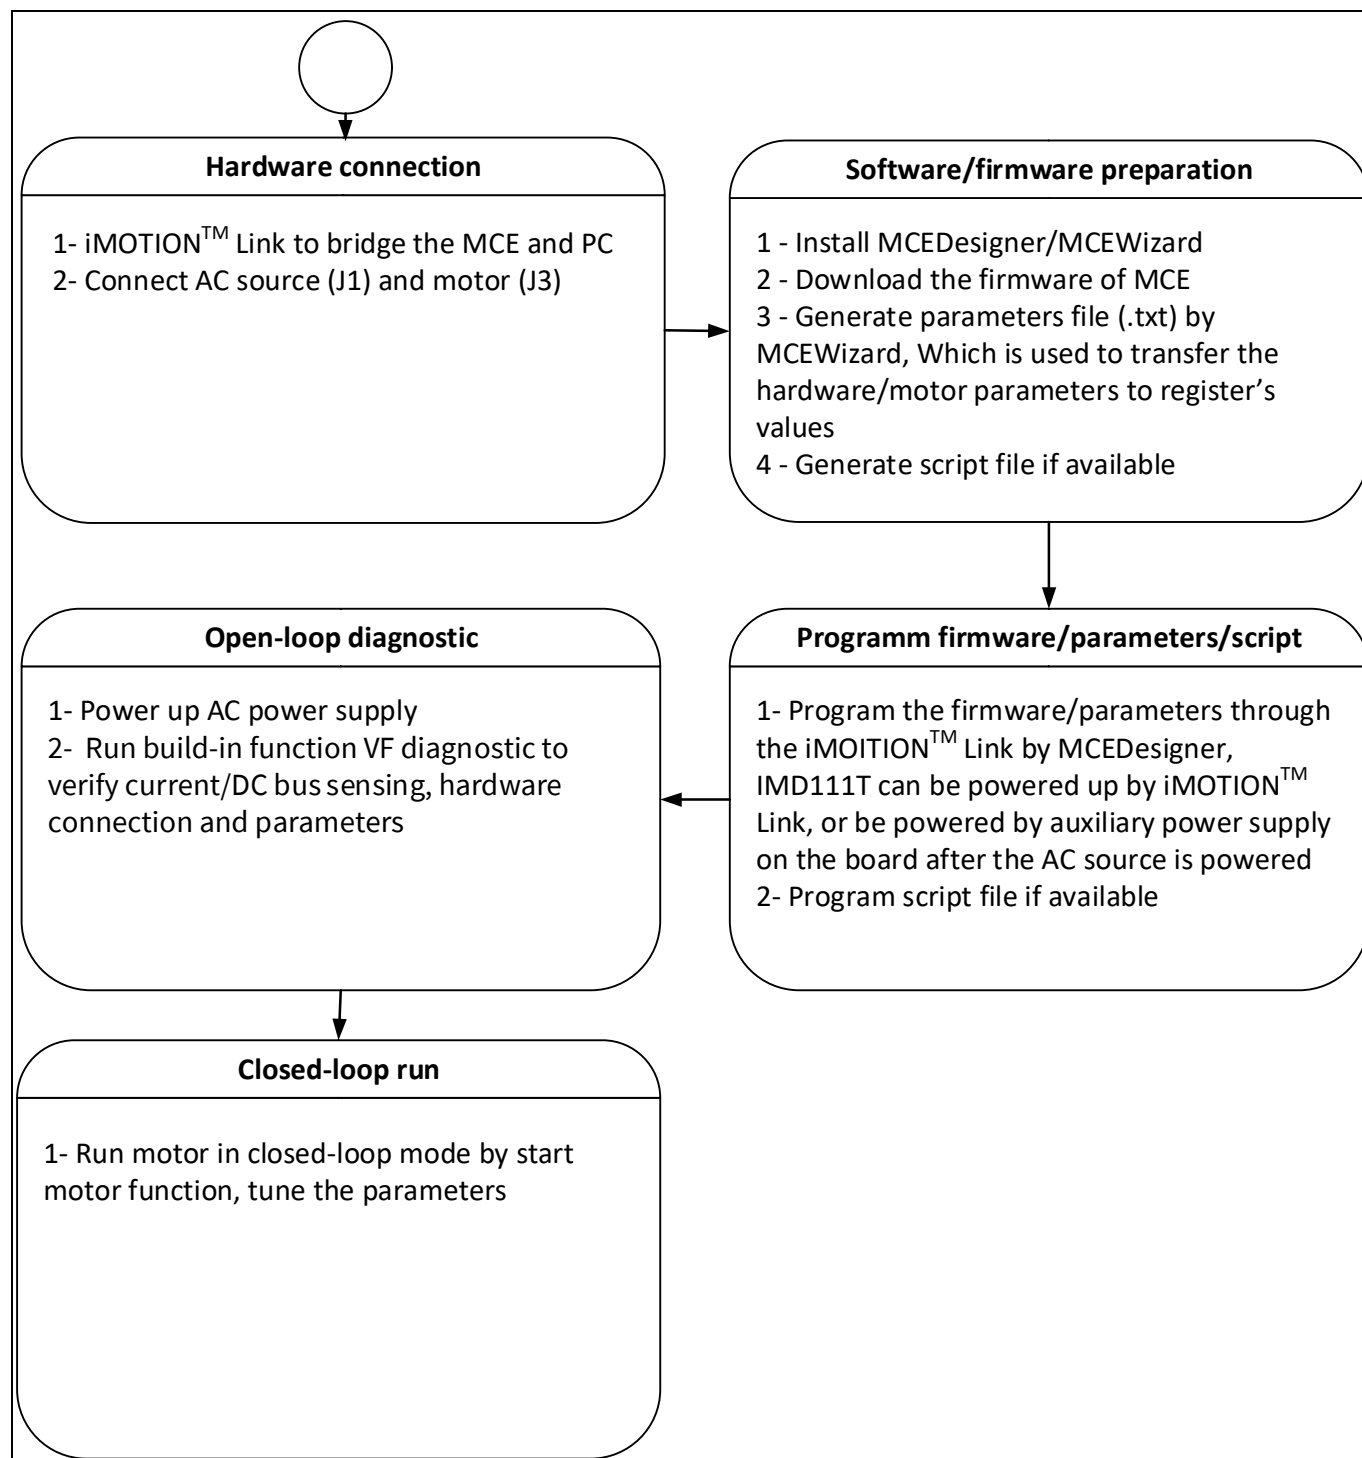 Hardware connection
1- iMOTION™ Link to bridge the MCE and PC
2- Connect AC source (J1) and motor (J3)
Software/firmware preparation
1 - Install MCEDesigner/MCEWizard
2 - Download the firmware of MCE
3 - Generate parameters file (.txt) by
MCEWizard, Which is used to transfer the
hardware/motor parameters to register’s
values
4 - Generate script file if available
Programm firmware/parameters/script
1- Program the firmware/parameters through
the iMOITION™ Link by MCEDesigner,
IMD111T can be powered up by iMOTION™
Link, or be powered by auxiliary power supply
on the board after the AC source is powered
2- Program script file if available
Open-loop diagnostic
1- Power up AC power supply
2-  Run build-in function VF diagnostic to
verify current/DC bus sensing, hardware
connection and parameters
Closed-loop run
1- Run motor in closed-loop mode by start
motor function, tune the parameters